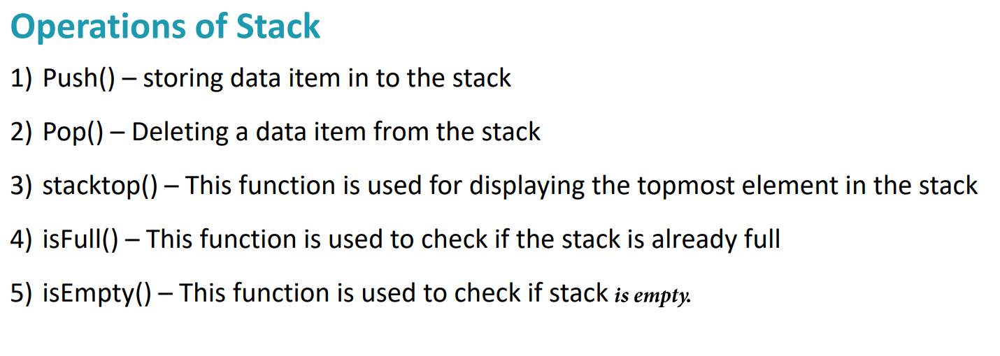 Operations of Stack
1) Push() – storing data item in to the stack
2) Pop() – Deleting a data item from the stack
3) stacktop() – This function is used for displaying the topmost element in the stack
4) isFull() – This function is used to check if the stack is already full
5) isEmpty() – This function is used to check if stack is empty.